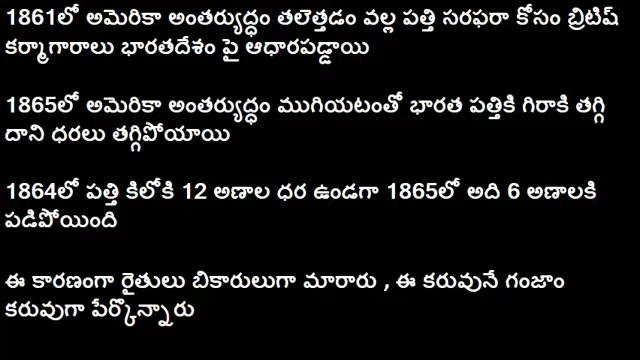 1861లో అమెరికా అంతర్యుద్ధం తలెత్తడం వల్ల పత్తి సరఫరా కోసం బ్రిటిష్
కర్మాగారాలు భారతదేశం పై ఆధారపడ్డాయి
1865లో అమెరికా అంతర్యుద్ధం ముగియటంతో భారత పత్తికి గిరాకి తగ్గి
దాని ధరలు తగ్గిపోయాయి
1864లో పత్తి కిలోకి 12 అణాల ధర ఉండగా 1865లో అది 6 అణాలకి
పడిపోయింది
ఈ కారణంగా రైతులు బికారులుగా మారారు , ఈ కరువునే గంజాం
కరువుగా పేర్కొన్నారు